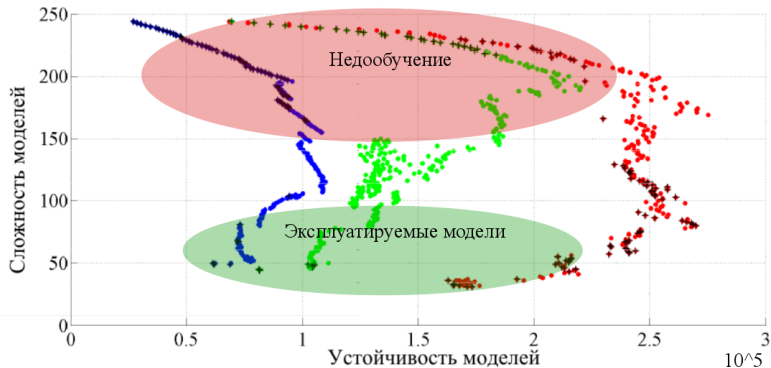 250
200
150
100
50
0
Сложность моделей
Недообучение
Эксплуатируемые модели
0 0.5 1 1.5 2 2.5 3
Устойчивость моделей
10^5